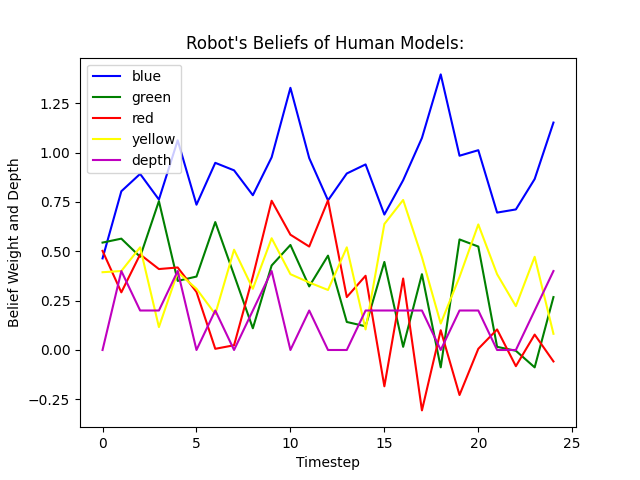 Robot's Beliefs of Human Models:
blue
green
red
yellow
depth
1.25
1.00
0.75
0.50
0.25
0.00
−0.25
Belief Weight and Depth
0 5 10 15 20 25
Timestep